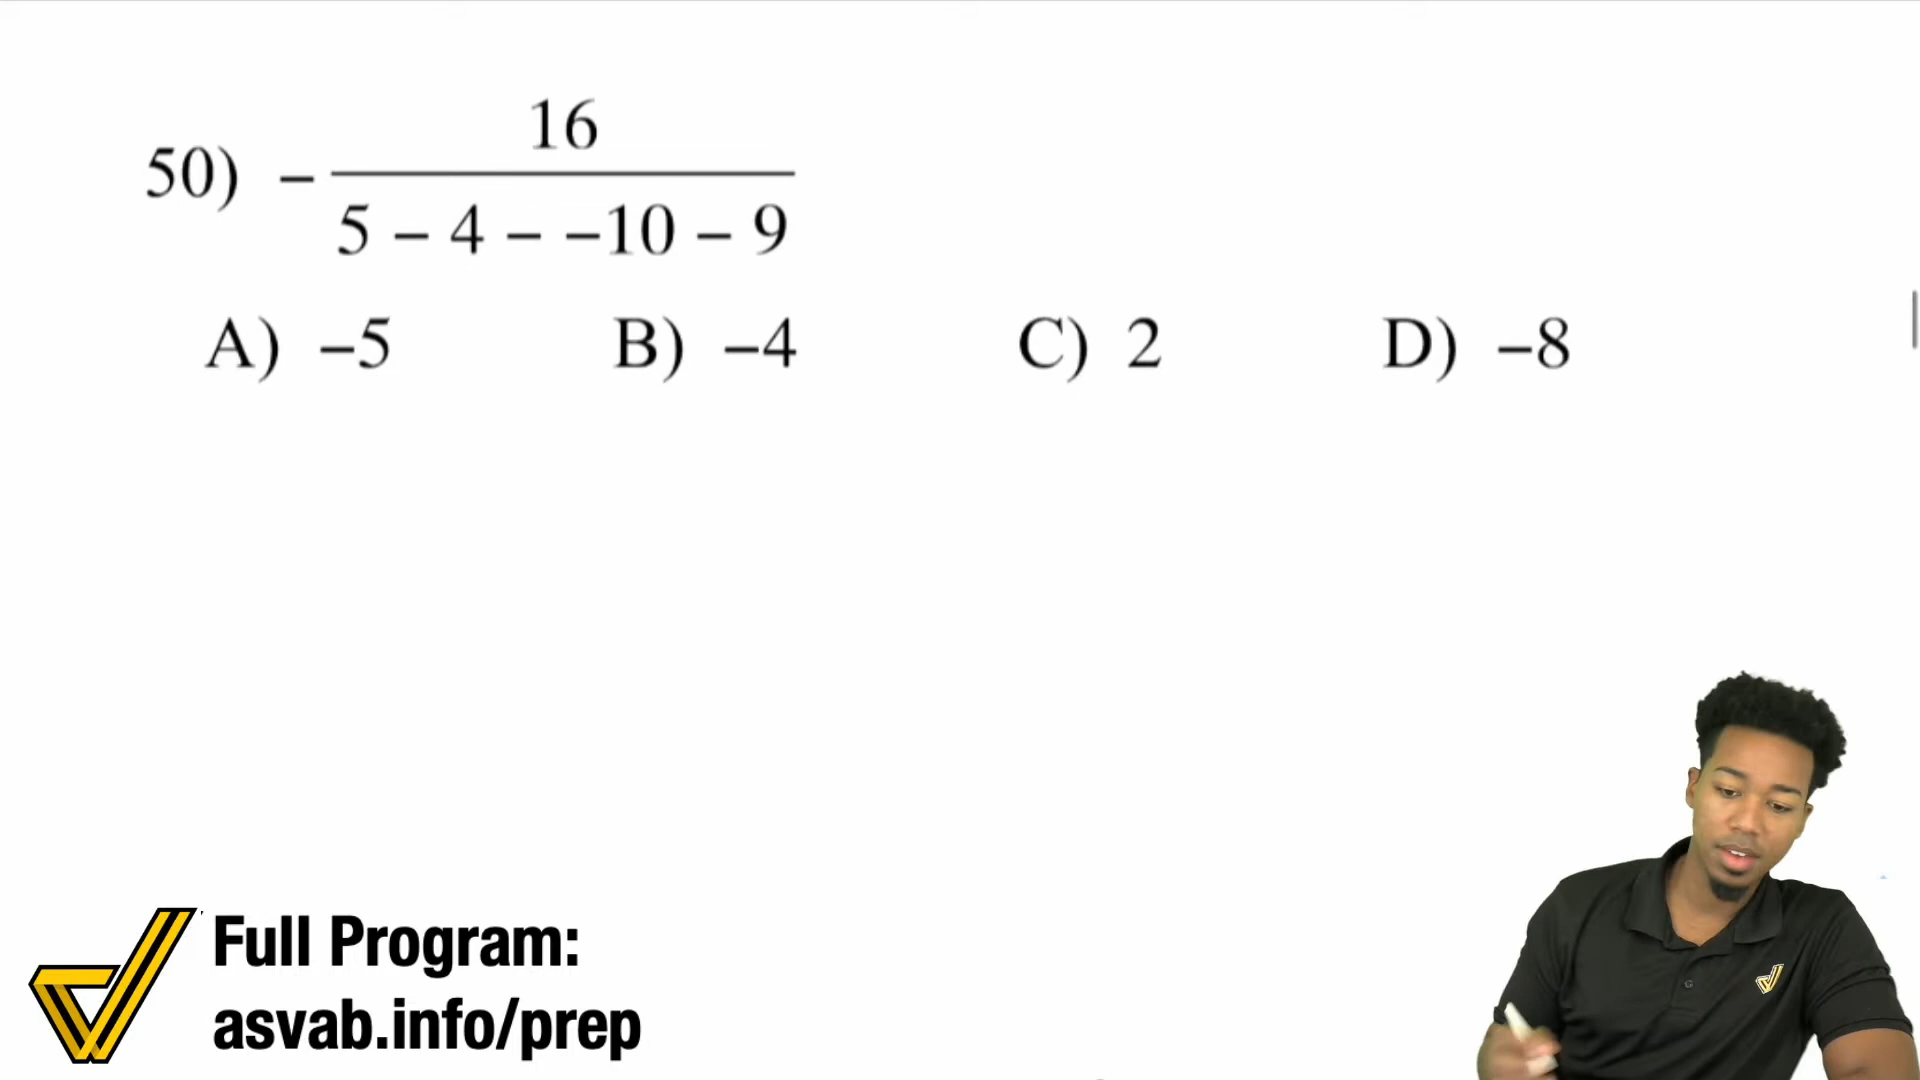 50) - 16
5 – 4 – –10 – 9
A) –5 B) –4 C) 2 D) –8
Full Program:
asvab.info/prep